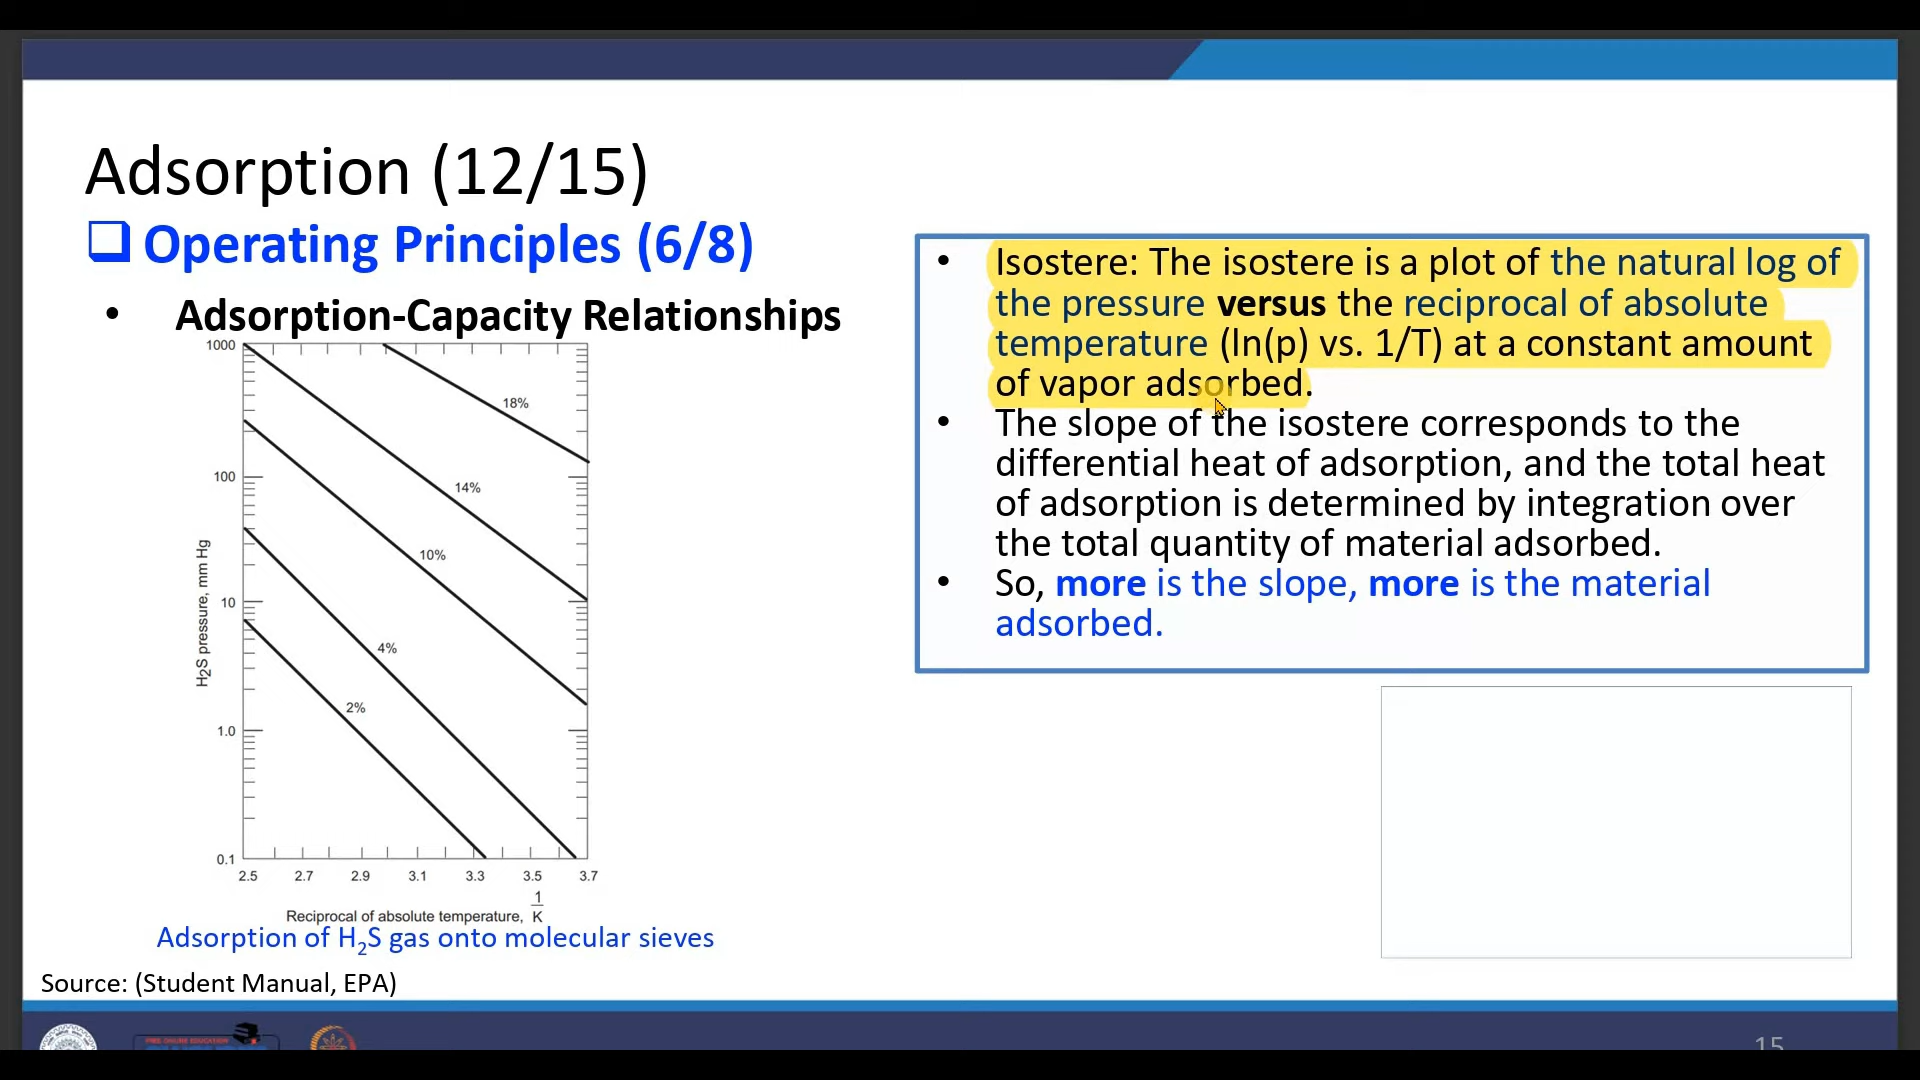 Adsorption (12/15)
Operating Principles (6/8)
• Adsorption-Capacity Relationships
1000
100
10
1.0
0.1
H2S pressure, mm Hg
18%
14%
10%
4%
2%
2.5 2.7 2.9 3.1 3.3 3.5 3.7
Reciprocal of absolute temperature, 1/K
Adsorption of H2S gas onto molecular sieves
Source: (Student Manual, EPA)
• Isostere: The isostere is a plot of the natural log of
the pressure versus the reciprocal of absolute
temperature (ln(p) vs. 1/T) at a constant amount
of vapor adsorbed.
• The slope of the isostere corresponds to the
differential heat of adsorption, and the total heat
of adsorption is determined by integration over
the total quantity of material adsorbed.
• So, more is the slope, more is the material
adsorbed.
FREE ONLINE EDUCATION
15